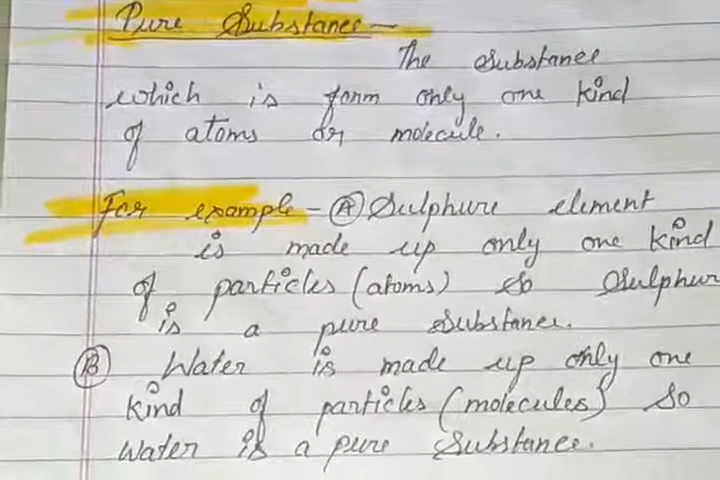 Pure Substance -
The Substance
which is form only one kind
of atoms or molecule.
For example - (A) Sulphure element
is made up only one kind
of particles (atoms) so Sulphur
is a pure Substance.
(B) Water is made up only one
kind of particles (molecules) so
Water is a pure Substance.